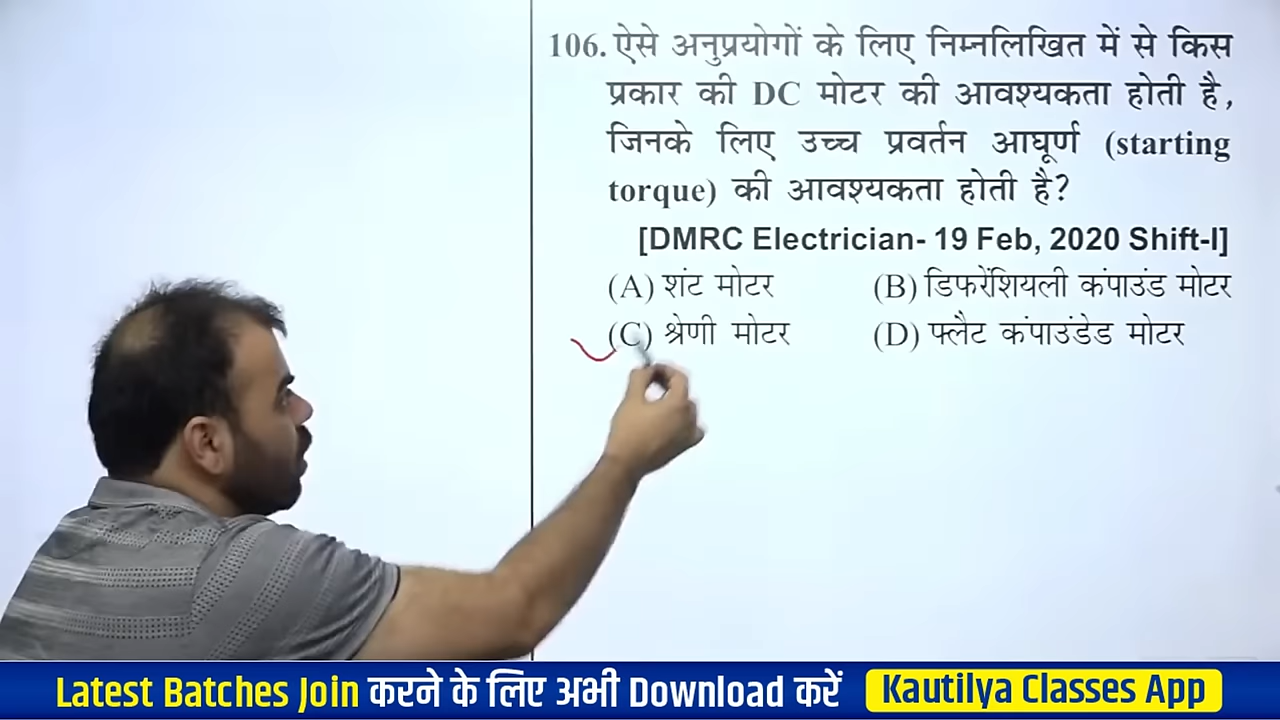 106. ऐसे अनुप्रयोगों के लिए निम्नलिखित में से किस
प्रकार की DC मोटर की आवश्यकता होती है,
जिनके लिए उच्च प्रवर्तन आघूर्ण (starting
torque) की आवश्यकता होती है?
[DMRC Electrician- 19 Feb, 2020 Shift-I]
(A) शंट मोटर (B) डिफरेंशियली कंपाउंड मोटर
(C) श्रेणी मोटर (D) फ्लैट कंपाउंडेड मोटर
Latest Batches Join करने के लिए अभी Download करें Kautilya Classes App